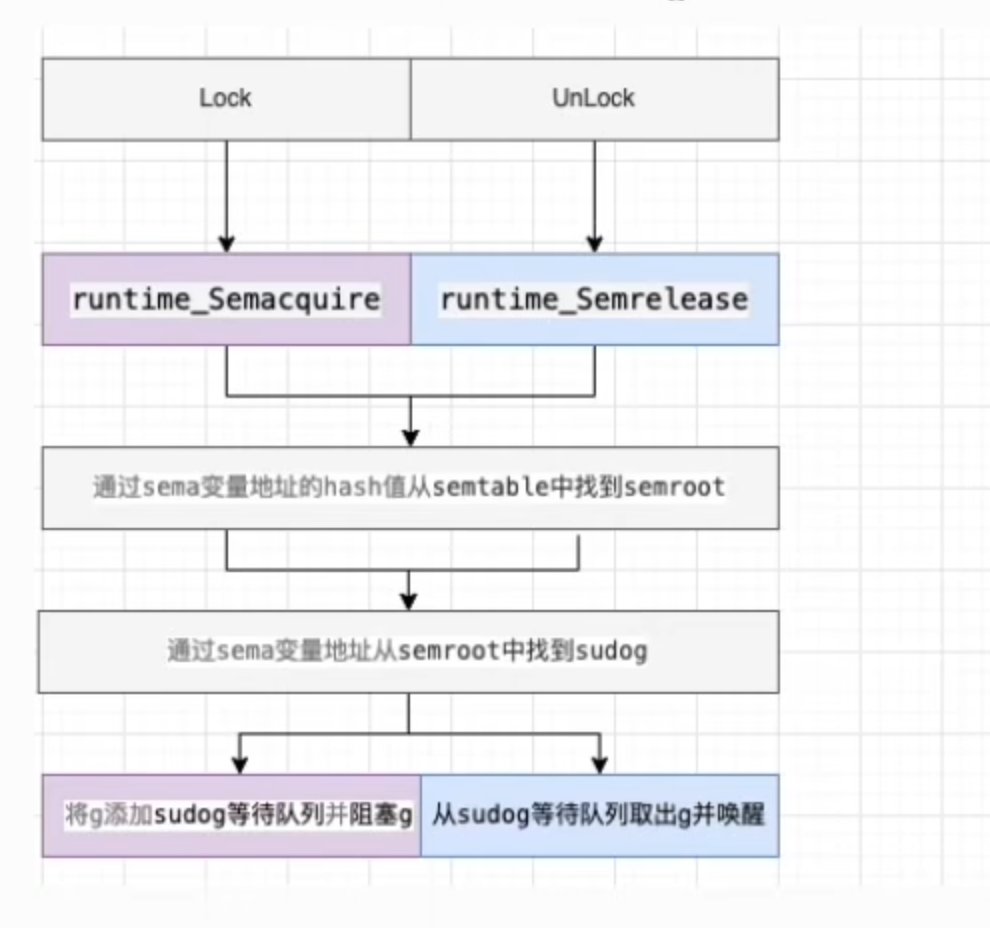 Lock
UnLock
runtime_Semacquire
runtime_Semrelease
通过sema变量地址的hash值从semtable中找到semroot
通过sema变量地址从semroot中找到sudog
将g添加sudog等待队列并阻塞g
从sudog等待队列取出g并唤醒